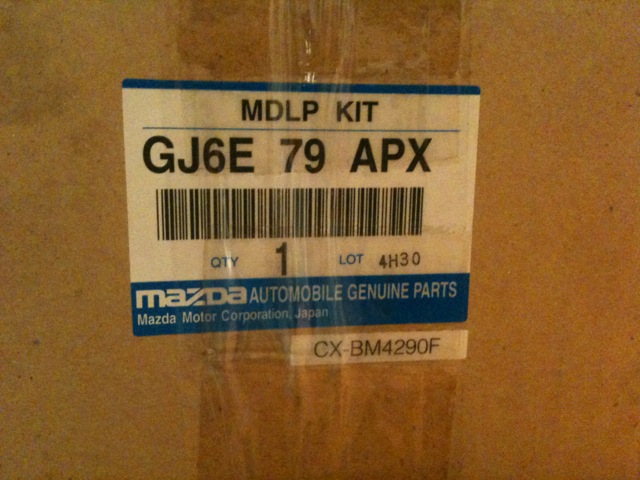 MDLP KIT
GJ6E 79 APX
QTY 1 LOT 4H30
mazda AUTOMOBILE GENUINE PARTS
Mazda Motor Corporation, Japan
CX-BM4290F